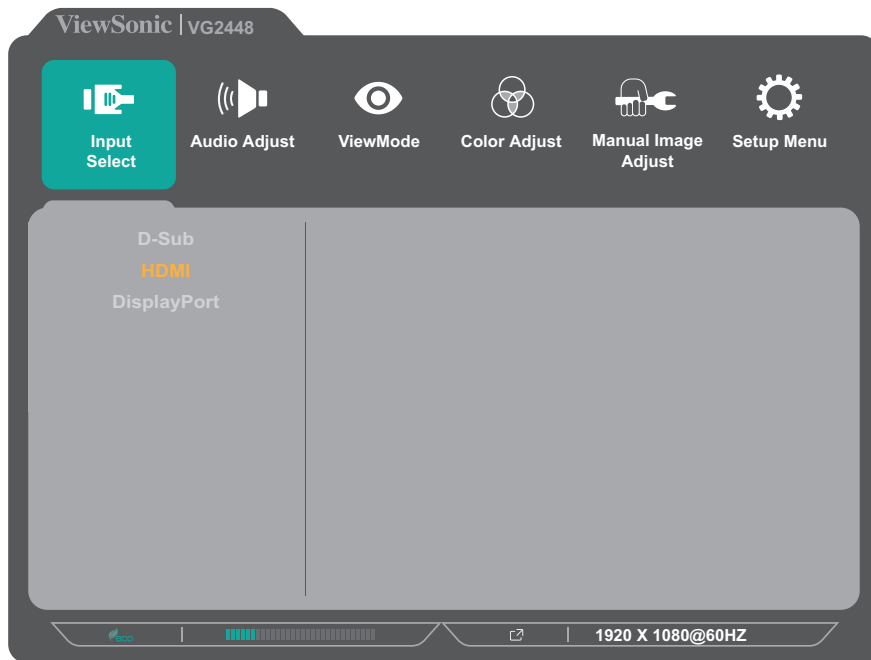 ViewSonic | VG2448
Input
Select
Audio Adjust
ViewMode
Color Adjust
Manual Image
Adjust
Setup Menu
D-Sub
HDMI
DisplayPort
eco
1920 X 1080@60HZ